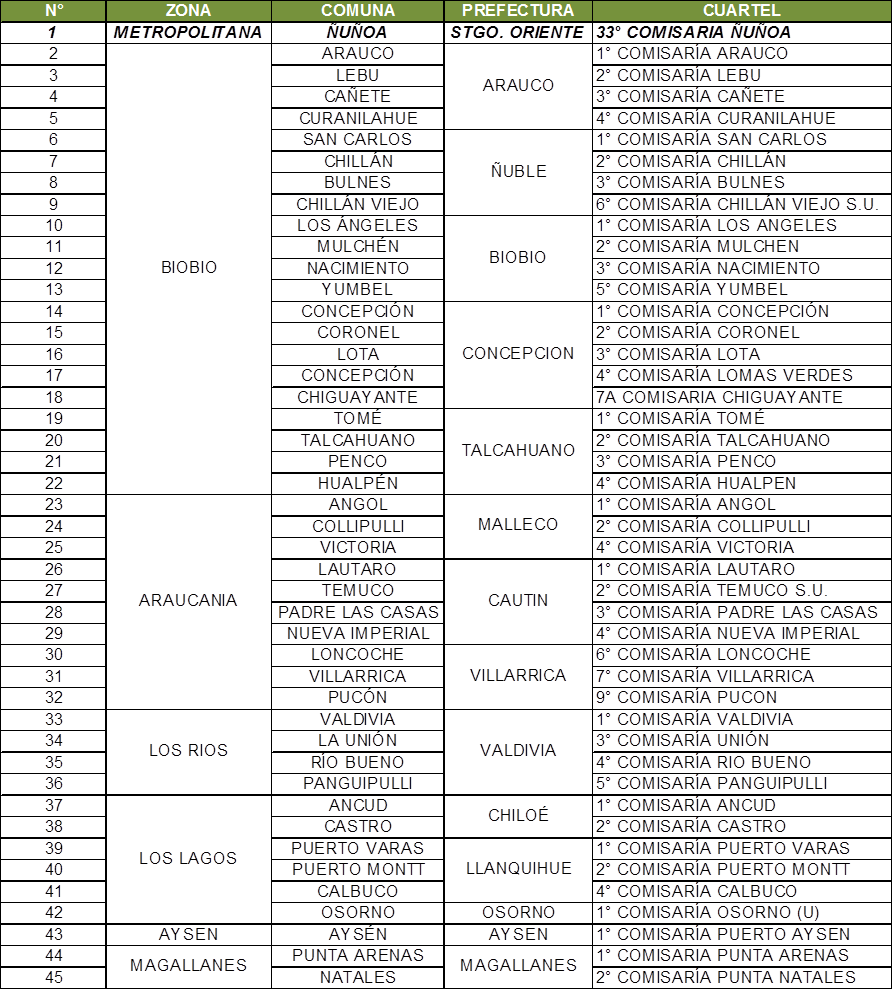 N° ZONA COMUNA PREFECTURA CUARTEL
1 METROPOLITANA ÑUÑOA STGO. ORIENTE 33° COMISARIA ÑUÑOA
2 BIOBIO ARAUCO ARAUCO 1° COMISARÍA ARAUCO
3 LEBU 2° COMISARÍA LEBU
4 CAÑETE 3° COMISARÍA CAÑETE
5 CURANILAHUE 4° COMISARÍA CURANILAHUE
6 SAN CARLOS ÑUBLE 1° COMISARÍA SAN CARLOS
7 CHILLÁN 2° COMISARÍA CHILLÁN
8 BULNES 3° COMISARÍA BULNES
9 CHILLÁN VIEJO 6° COMISARÍA CHILLÁN VIEJO S.U.
10 LOS ÁNGELES BIOBIO 1° COMISARÍA LOS ANGELES
11 MULCHÉN 2° COMISARÍA MULCHEN
12 NACIMIENTO 3° COMISARÍA NACIMIENTO
13 YUMBEL 5° COMISARÍA YUMBEL
14 CONCEPCIÓN CONCEPCION 1° COMISARÍA CONCEPCIÓN
15 CORONEL 2° COMISARÍA CORONEL
16 LOTA 3° COMISARÍA LOTA
17 CONCEPCIÓN 4° COMISARÍA LOMAS VERDES
18 CHIGUAYANTE 7A COMISARIA CHIGUAYANTE
19 TOMÉ TALCAHUANO 1° COMISARÍA TOMÉ
20 TALCAHUANO 2° COMISARÍA TALCAHUANO
21 PENCO 3° COMISARÍA PENCO
22 HUALPÉN 4° COMISARÍA HUALPEN
23 ARAUCANIA ANGOL MALLECO 1° COMISARÍA ANGOL
24 COLLIPULLI 2° COMISARÍA COLLIPULLI
25 VICTORIA 4° COMISARÍA VICTORIA
26 LAUTARO CAUTIN 1° COMISARÍA LAUTARO
27 TEMUCO 2° COMISARÍA TEMUCO S.U.
28 PADRE LAS CASAS 3° COMISARÍA PADRE LAS CASAS
29 NUEVA IMPERIAL 4° COMISARÍA NUEVA IMPERIAL
30 LONCOCHE VILLARRICA 6° COMISARÍA LONCOCHE
31 VILLARRICA 7° COMISARÍA VILLARRICA
32 PUCÓN 9° COMISARÍA PUCON
33 LOS RIOS VALDIVIA VALDIVIA 1° COMISARÍA VALDIVIA
34 LA UNIÓN 3° COMISARÍA UNIÓN
35 RÍO BUENO 4° COMISARÍA RIO BUENO
36 PANGUIPULLI 5° COMISARÍA PANGUIPULLI
37 LOS LAGOS ANCUD CHILOÉ 1° COMISARÍA ANCUD
38 CASTRO 2° COMISARÍA CASTRO
39 PUERTO VARAS LLANQUIHUE 1° COMISARÍA PUERTO VARAS
40 PUERTO MONTT 2° COMISARÍA PUERTO MONTT
41 CALBUCO 4° COMISARÍA CALBUCO
42 OSORNO OSORNO 1° COMISARÍA OSORNO (U)
43 AYSEN AYSÉN AYSEN 1° COMISARÍA PUERTO AYSEN
44 MAGALLANES PUNTA ARENAS MAGALLANES 1° COMISARÍA PUNTA ARENAS
45 NATALES 2° COMISARÍA PUNTA NATALES